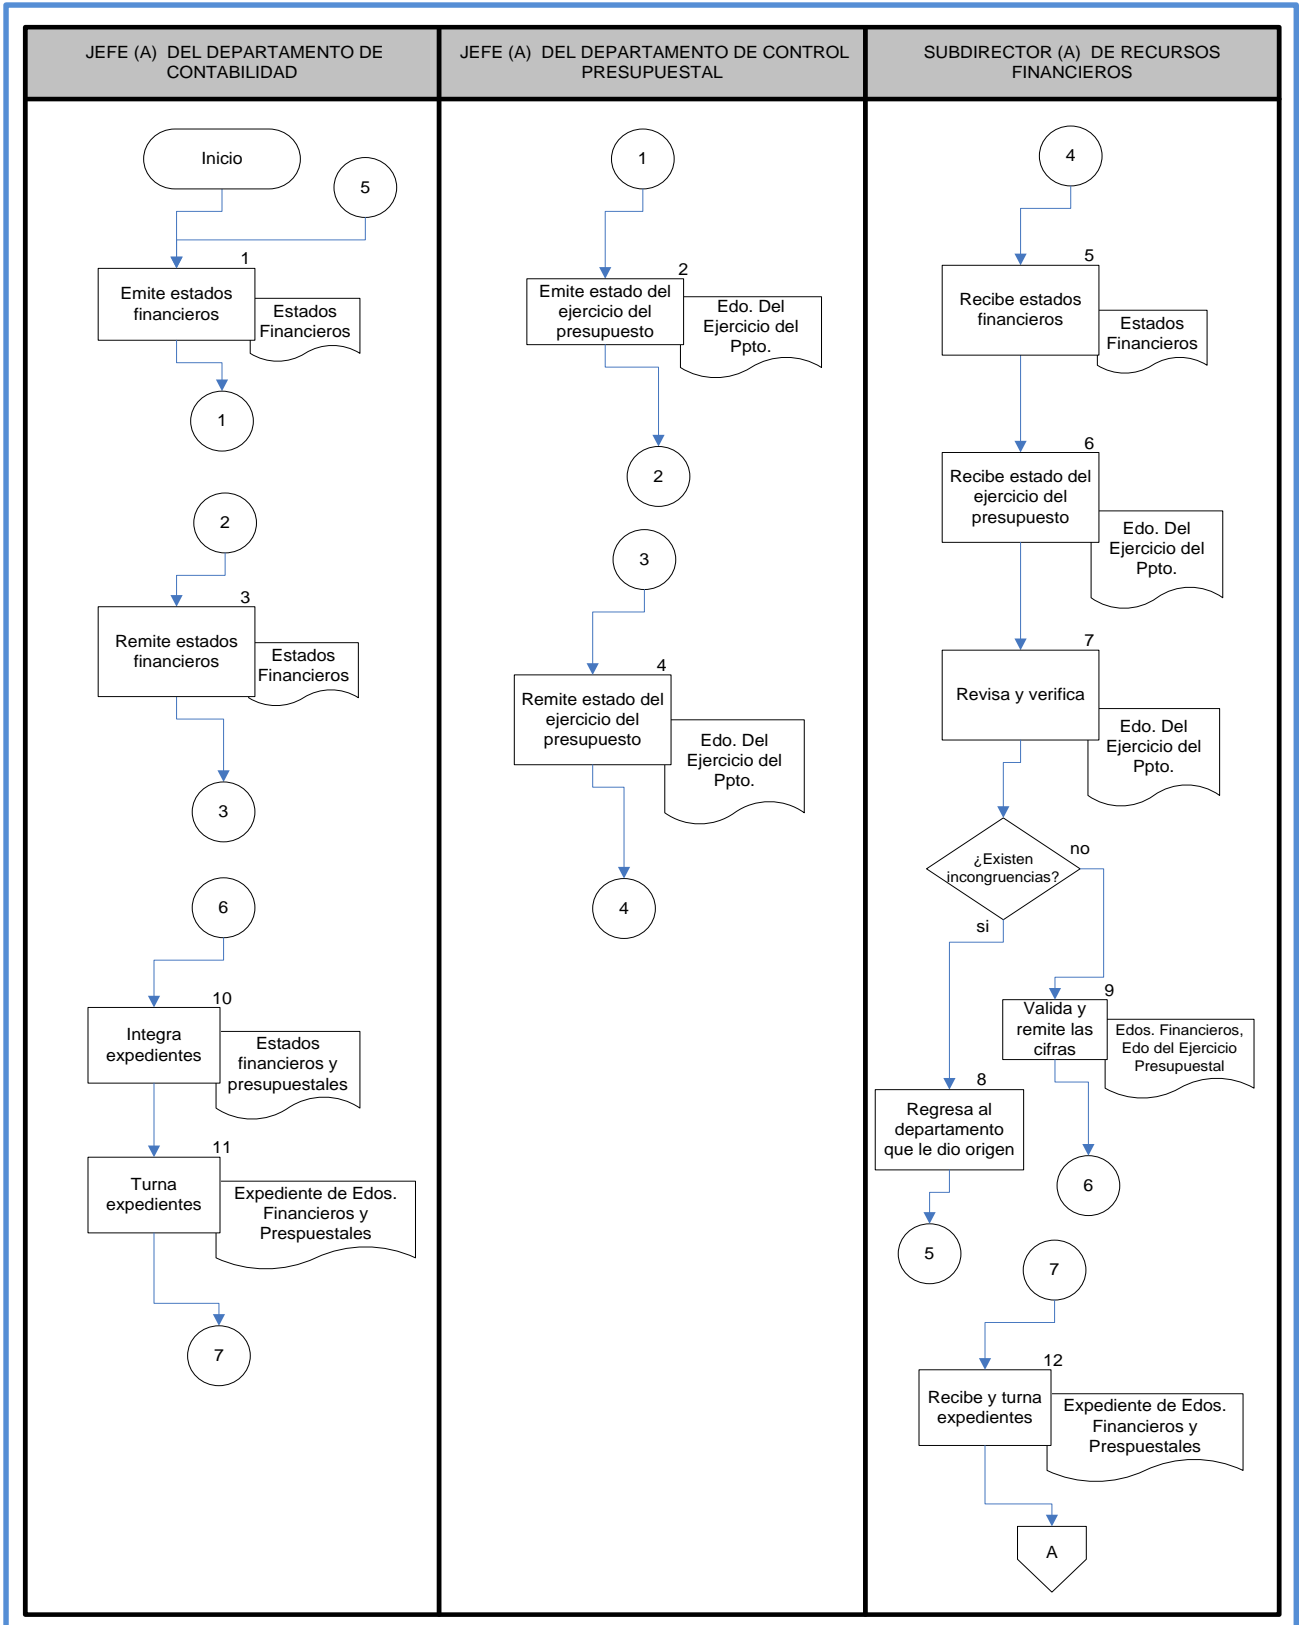 JEFE (A) DEL DEPARTAMENTO DE
CONTABILIDAD
JEFE (A) DEL DEPARTAMENTO DE CONTROL
PRESUPUESTAL
SUBDIRECTOR (A) DE RECURSOS
FINANCIEROS
Inicio
5
1
Emite estados
financieros
Estados
Financieros
1
2
3
Remite estados
financieros
Estados
Financieros
3
6
10
Integra
expedientes
Estados
financieros y
presupuestales
11
Turna
expedientes
Expediente de Edos.
Financieros y
Prespuestales
7
1
2
Emite estado del
ejercicio del
presupuesto
Edo. Del
Ejercicio del
Ppto.
2
3
4
Remite estado del
ejercicio del
presupuesto
Edo. Del
Ejercicio del
Ppto.
4
4
5
Recibe estados
financieros
Estados
Financieros
6
Recibe estado del
ejercicio del
presupuesto
Edo. Del
Ejercicio del
Ppto.
7
Revisa y verifica
Edo. Del
Ejercicio del
Ppto.
¿Existen
incongruencias?
no
si
9
Valida y
remite las
cifras
Edos. Financieros,
Edo del Ejercicio
Presupuestal
8
Regresa al
departamento
que le dio origen
6
5
7
12
Recibe y turna
expedientes
Expediente de Edos.
Financieros y
Prespuestales
A